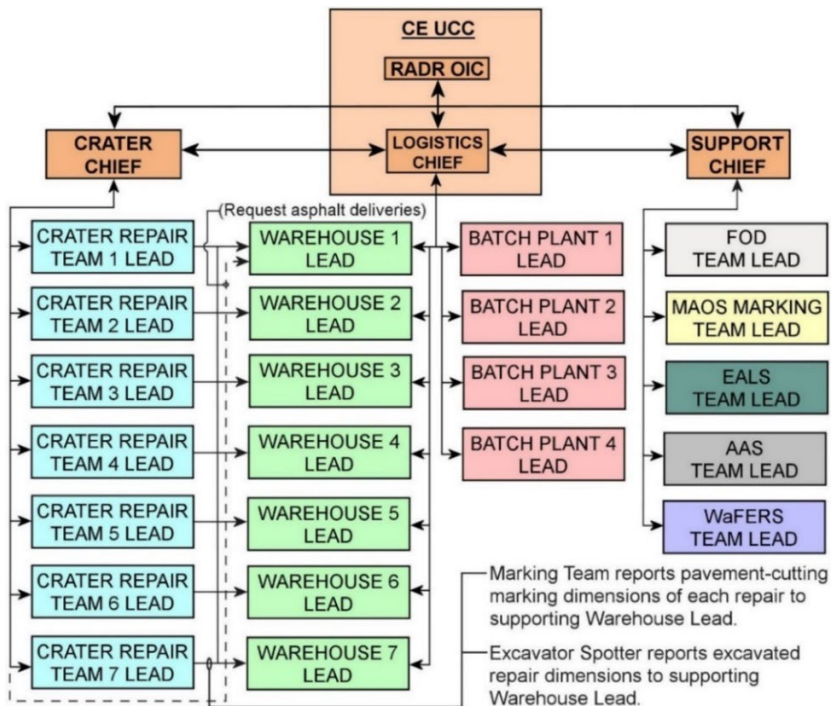 CE UCC
RADR OIC
CRATER
CHIEF
LOGISTICS
CHIEF
SUPPORT
CHIEF
(Request asphalt deliveries)
CRATER REPAIR
TEAM 1 LEAD
WAREHOUSE 1
LEAD
BATCH PLANT 1
LEAD
FOD
TEAM LEAD
CRATER REPAIR
TEAM 2 LEAD
WAREHOUSE 2
LEAD
BATCH PLANT 2
LEAD
MAOS MARKING
TEAM LEAD
CRATER REPAIR
TEAM 3 LEAD
WAREHOUSE 3
LEAD
BATCH PLANT 3
LEAD
EALS
TEAM LEAD
CRATER REPAIR
TEAM 4 LEAD
WAREHOUSE 4
LEAD
BATCH PLANT 4
LEAD
AAS
TEAM LEAD
CRATER REPAIR
TEAM 5 LEAD
WAREHOUSE 5
LEAD
WaFERS
TEAM LEAD
CRATER REPAIR
TEAM 6 LEAD
WAREHOUSE 6
LEAD
CRATER REPAIR
TEAM 7 LEAD
WAREHOUSE 7
LEAD
Marking Team reports pavement-cutting
marking dimensions of each repair to
supporting Warehouse Lead.
Excavator Spotter reports excavated
repair dimensions to supporting
Warehouse Lead.